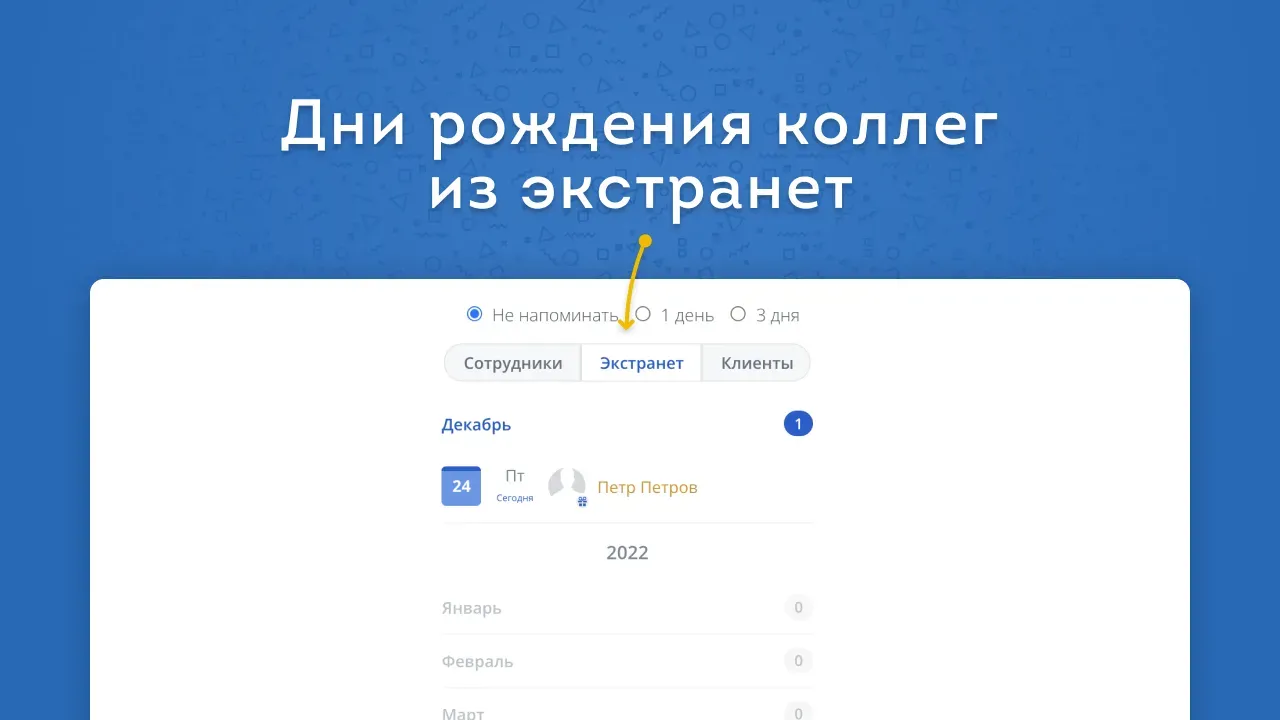 Дни рождения коллег
из экстранет
Не напоминать 1 день 3 дня
Сотрудники Экстранет Клиенты
Декабрь 1
24 Пт Петр Петров
Сегодня
2022
Январь 0
Февраль 0
Март 0